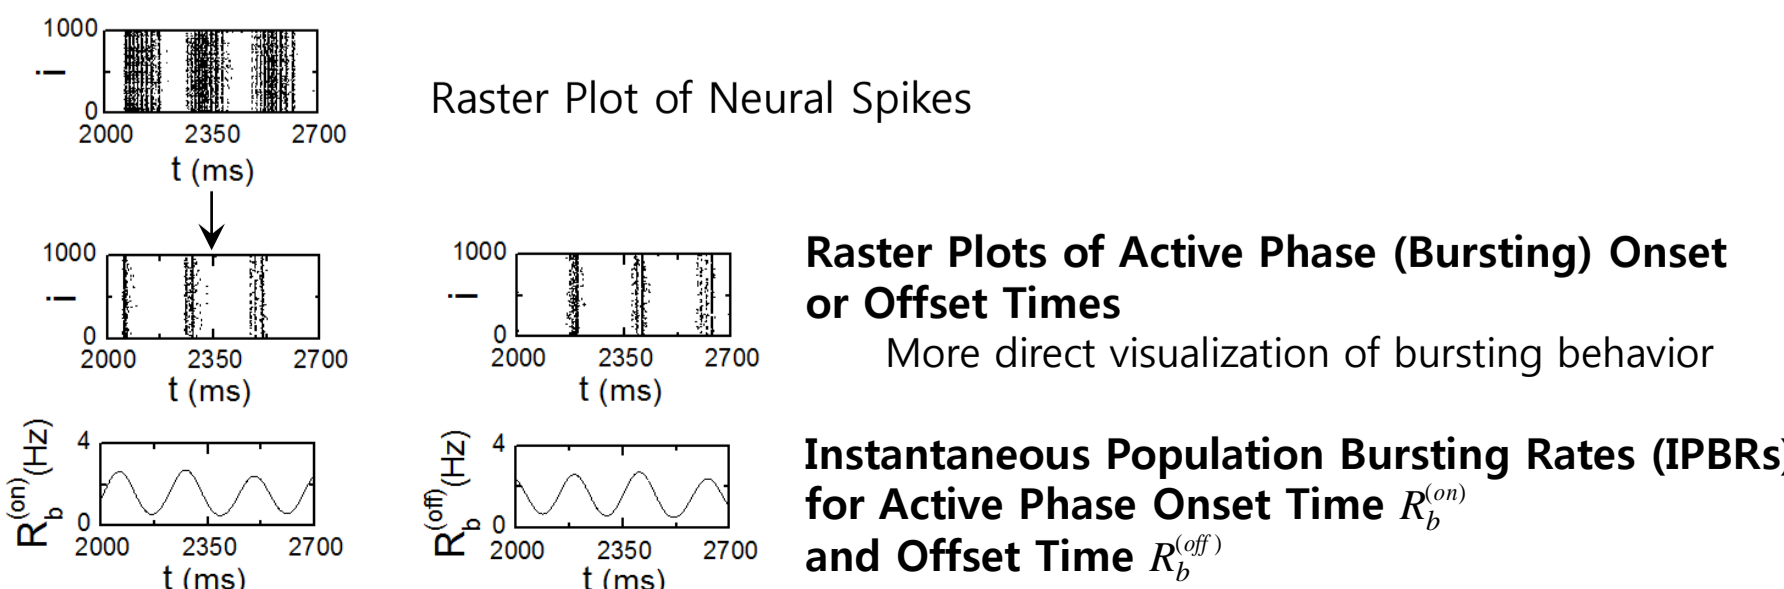 1000
i
0
2000 2350 2700
t (ms)
Raster Plot of Neural Spikes
1000
i
0
2000 2350 2700
t (ms)
1000
i
0
2000 2350 2700
t (ms)
Raster Plots of Active Phase (Bursting) Onset
or Offset Times
More direct visualization of bursting behavior
4
R_b^(on)(Hz)
0
2000 2350 2700
t (ms)
4
R_b^(off)(Hz)
0
2000 2350 2700
t (ms)
Instantaneous Population Bursting Rates (IPBRs)
for Active Phase Onset Time R_b^(on)
and Offset Time R_b^(off)